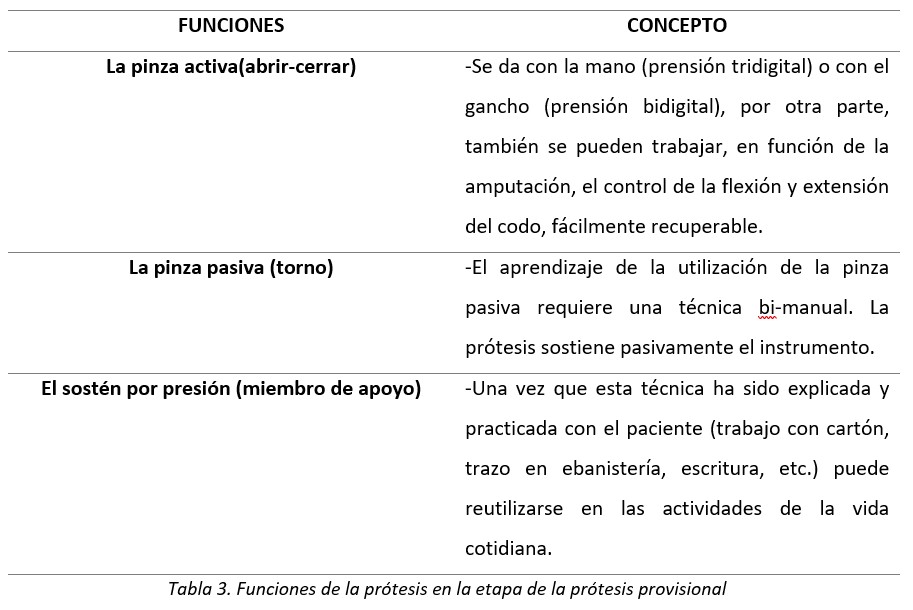 FUNCIONES CONCEPTO
La pinza activa(abrir-cerrar) -Se da con la mano (prensión tridigital) o con el
gancho (prensión bidigital), por otra parte,
también se pueden trabajar, en función de la
amputación, el control de la flexión y extensión
del codo, fácilmente recuperable.
La pinza pasiva (torno) -El aprendizaje de la utilización de la pinza
pasiva requiere una técnica bi-manual. La
prótesis sostiene pasivamente el instrumento.
El sostén por presión (miembro de apoyo) -Una vez que esta técnica ha sido explicada y
practicada con el paciente (trabajo con cartón,
trazo en ebanistería, escritura, etc.) puede
reutilizarse en las actividades de la vida
cotidiana.
Tabla 3. Funciones de la prótesis en la etapa de la prótesis provisional